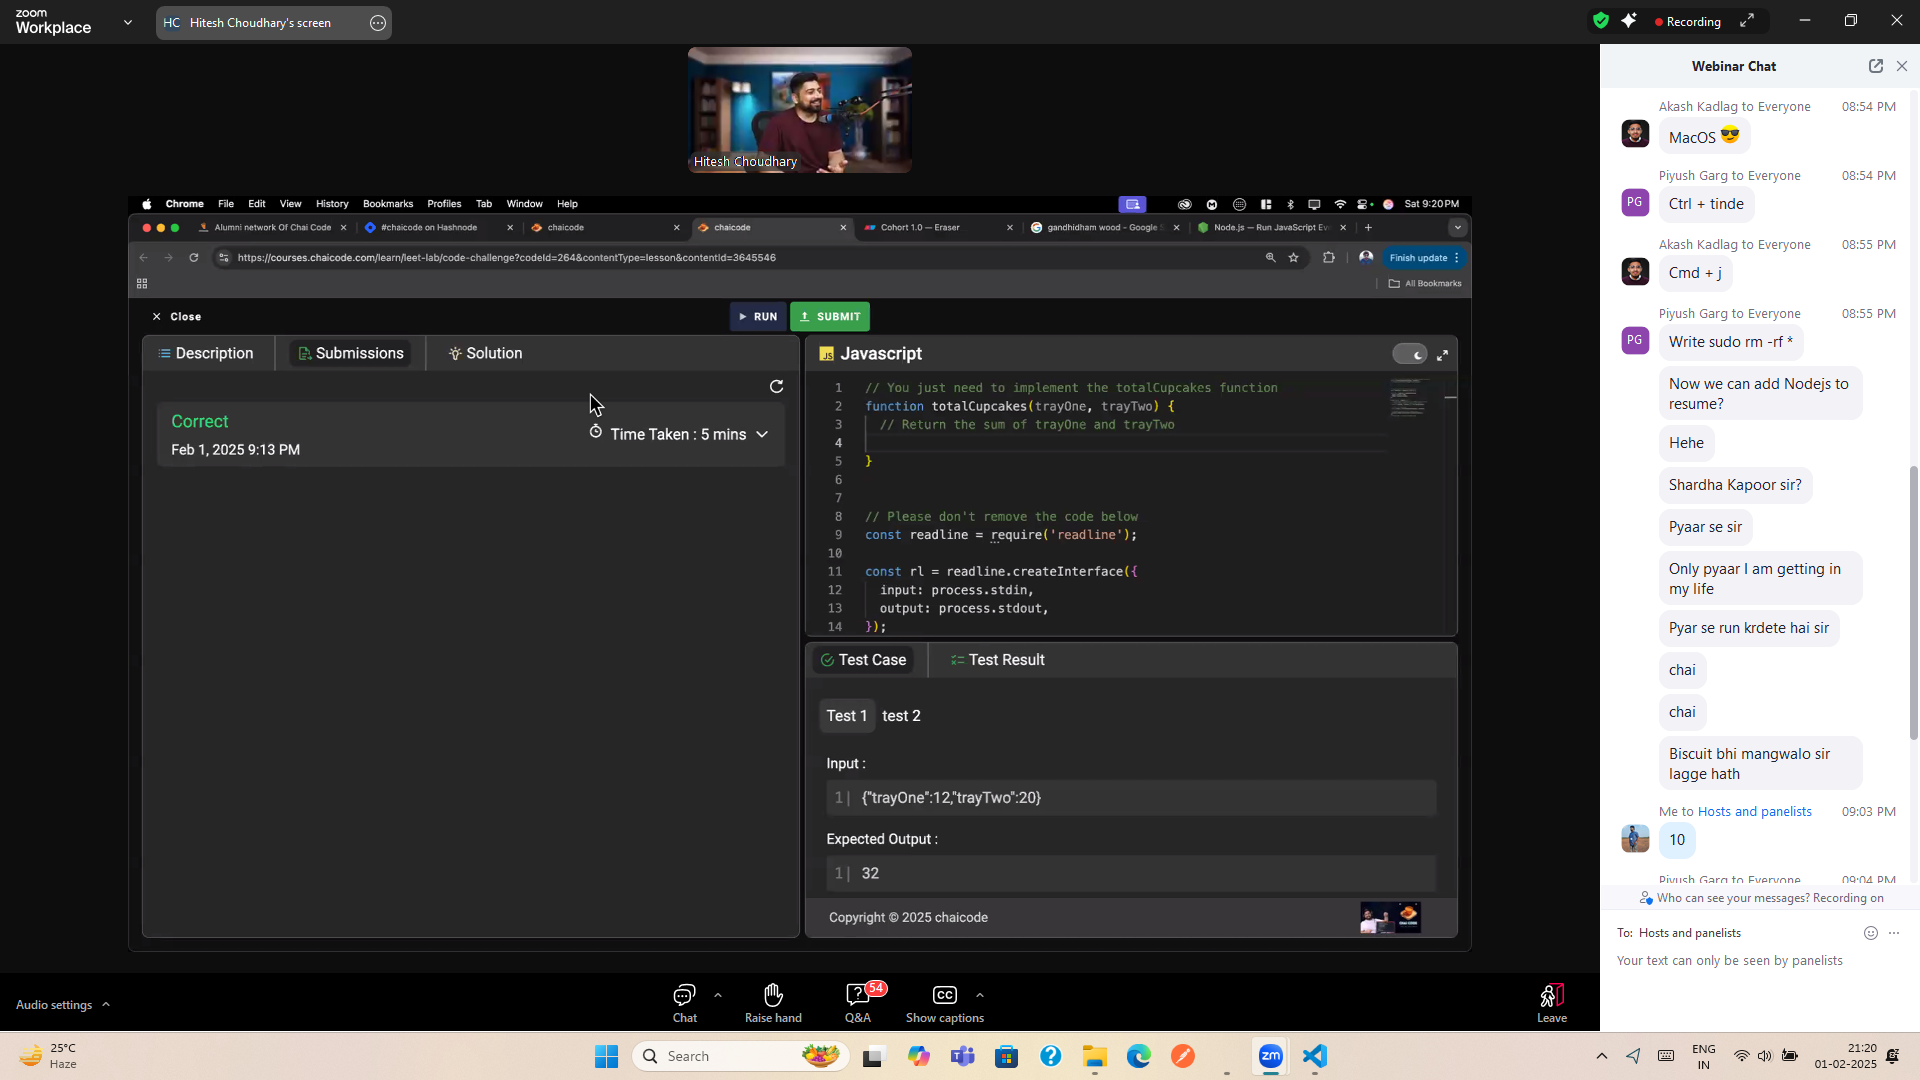 zoom
Workplace
HC Hitesh Choudhary's screen
Recording
Hitesh Choudhary
Chrome File Edit View History Bookmarks Profiles Tab Window Help
Sat 9:20 PM
Alumni network Of Chai Code
#chaicode on Hashnode
chaicode
chaicode
Cohort 1.0 — Eraser
gandhidham wood - Google
Node.js — Run JavaScript Ev
https://courses.chaicode.com/learn/leet-lab/code-challenge?codeId=264&contentType=lesson&contentId=3645546
Finish update
All Bookmarks
Close
RUN
SUBMIT
Description
Submissions
Solution
Correct
Time Taken : 5 mins
Feb 1, 2025 9:13 PM
JS Javascript
1 // You just need to implement the totalCupcakes function
2 function totalCupcakes(trayOne, trayTwo) {
3 // Return the sum of trayOne and trayTwo
4
5 }
6
7
8 // Please don't remove the code below
9 const readline = require('readline');
10
11 const rl = readline.createInterface({
12 input: process.stdin,
13 output: process.stdout,
14 });
Test Case
Test Result
Test 1 test 2
Input :
1 {"trayOne":12,"trayTwo":20}
Expected Output :
1 32
Copyright © 2025 chaicode
Webinar Chat
Akash Kadlag to Everyone 08:54 PM
MacOS 😎
Piyush Garg to Everyone 08:54 PM
PG Ctrl + tinde
Akash Kadlag to Everyone 08:55 PM
Cmd + j
Piyush Garg to Everyone 08:55 PM
PG Write sudo rm -rf *
Now we can add Nodejs to
resume?
Hehe
Shardha Kapoor sir?
Pyaar se sir
Only pyaar I am getting in
my life
Pyar se run krdete hai sir
chai
chai
Biscuit bhi mangwalo sir
lagge hath
Me to Hosts and panelists 09:03 PM
10
Piyush Garg to Everyone 09:04 PM
Who can see your messages? Recording on
To: Hosts and panelists
Your text can only be seen by panelists
Audio settings
Chat
Raise hand
54
Q&A
CC
Show captions
Leave
25°C
Haze
Search
zm
ENG
IN
21:20
01-02-2025